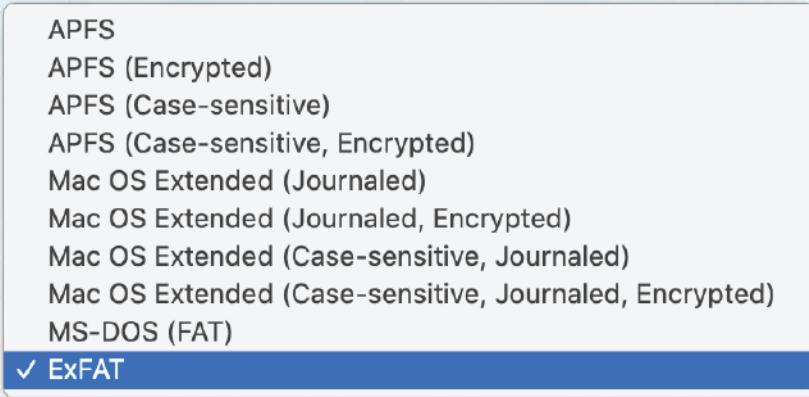 APFS
APFS (Encrypted)
APFS (Case-sensitive)
APFS (Case-sensitive, Encrypted)
Mac OS Extended (Journaled)
Mac OS Extended (Journaled, Encrypted)
Mac OS Extended (Case-sensitive, Journaled)
Mac OS Extended (Case-sensitive, Journaled, Encrypted)
MS-DOS (FAT)
✓ ExFAT